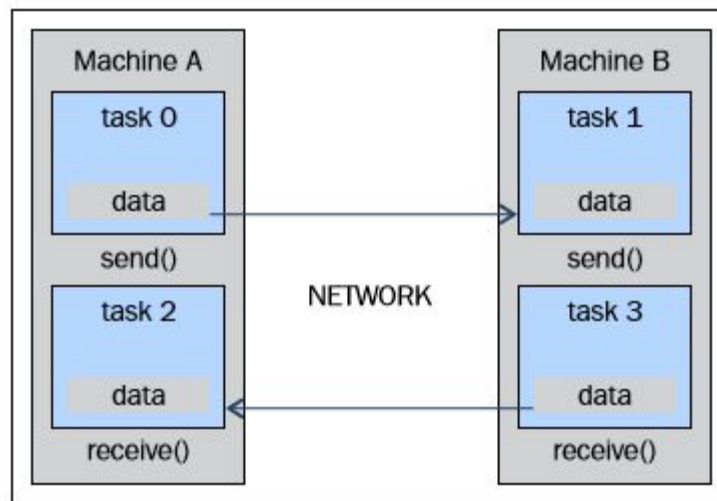 Machine A
task 0
data
send()
task 2
data
receive()
NETWORK
Machine B
task 1
data
send()
task 3
data
receive()